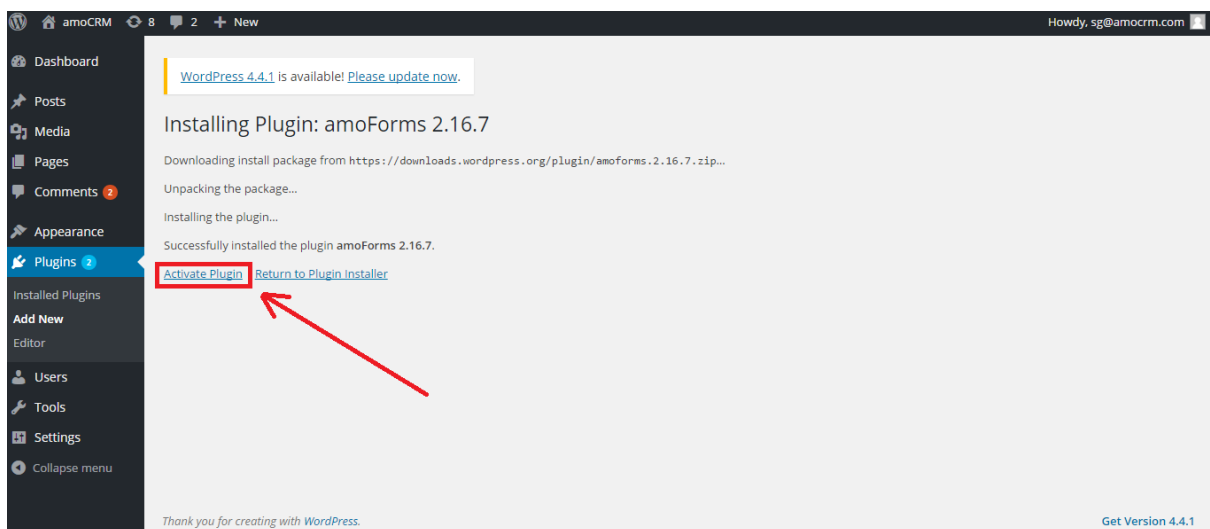 amoCRM 8 2 + New Howdy, sg@amocrm.com
Dashboard
Posts
Media
Pages
Comments 2
Appearance
Plugins 2
Installed Plugins
Add New
Editor
Users
Tools
Settings
Collapse menu
WordPress 4.4.1 is available! Please update now.
Installing Plugin: amoForms 2.16.7
Downloading install package from https://downloads.wordpress.org/plugin/amoforms.2.16.7.zip...
Unpacking the package...
Installing the plugin...
Successfully installed the plugin amoForms 2.16.7.
Activate Plugin Return to Plugin Installer
Thank you for creating with WordPress. Get Version 4.4.1